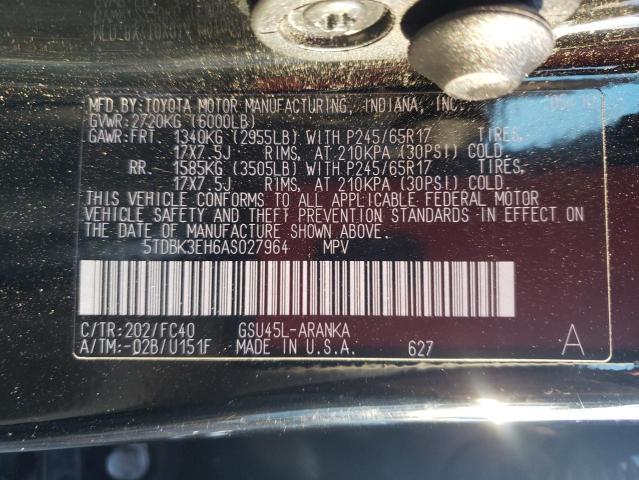 MFD.BY:TOYOTA MOTOR MANUFACTURING, INDIANA, INC.
GVWR:2720KG (6000LB)
GAWR:FRT. 1340KG (2955LB) WITH P245/65R17 TIRES,
17X7.5J RIMS, AT 210KPA (30PSI) COLD.
RR. 1585KG (3505LB) WITH P245/65R17 TIRES,
17X7.5J RIMS, AT 210KPA (30PSI) COLD.
THIS VEHICLE CONFORMS TO ALL APPLICABLE FEDERAL MOTOR
VEHICLE SAFETY AND THEFT PREVENTION STANDARDS IN EFFECT ON
THE DATE OF MANUFACTURE SHOWN ABOVE.
5TDBK3EH6AS027964 MPV
C/TR:202/FC40 GSU45L-ARANKA
A/TM:-02B/U151F MADE IN U.S.A. 627 A